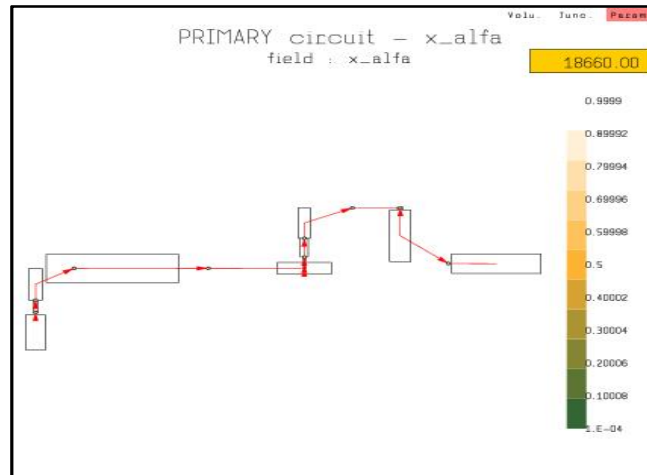 Volu. Junc. Param
PRIMARY circuit - x_alfa
field : x_alfa
18660.00
0.9999
0.89992
0.79994
0.69996
0.59998
0.5
0.40002
0.30004
0.20006
0.10008
1.E-04